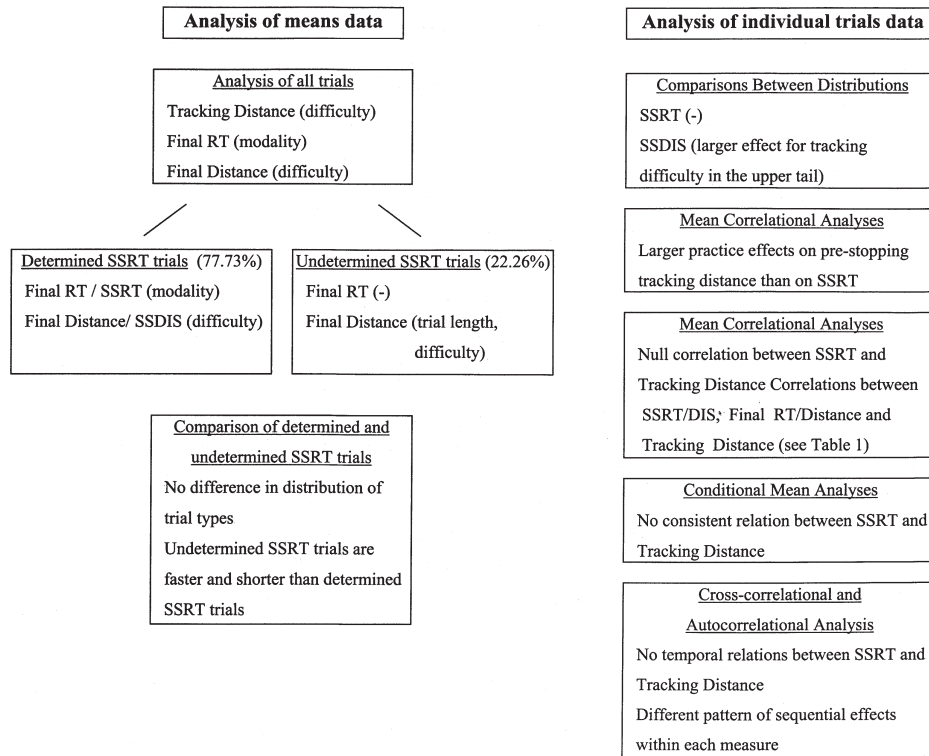 Analysis of means data
Analysis of all trials
Tracking Distance (difficulty)
Final RT (modality)
Final Distance (difficulty)
Determined SSRT trials (77.73%)
Final RT / SSRT (modality)
Final Distance/ SSDIS (difficulty)
Undetermined SSRT trials (22.26%)
Final RT (-)
Final Distance (trial length,
difficulty)
Comparison of determined and
undetermined SSRT trials
No difference in distribution of
trial types
Undetermined SSRT trials are
faster and shorter than determined
SSRT trials
Analysis of individual trials data
Comparisons Between Distributions
SSRT (-)
SSDIS (larger effect for tracking
difficulty in the upper tail)
Mean Correlational Analyses
Larger practice effects on pre-stopping
tracking distance than on SSRT
Mean Correlational Analyses
Null correlation between SSRT and
Tracking Distance Correlations between
SSRT/DIS; Final RT/Distance and
Tracking Distance (see Table 1)
Conditional Mean Analyses
No consistent relation between SSRT and
Tracking Distance
Cross-correlational and
Autocorrelational Analysis
No temporal relations between SSRT and
Tracking Distance
Different pattern of sequential effects
within each measure